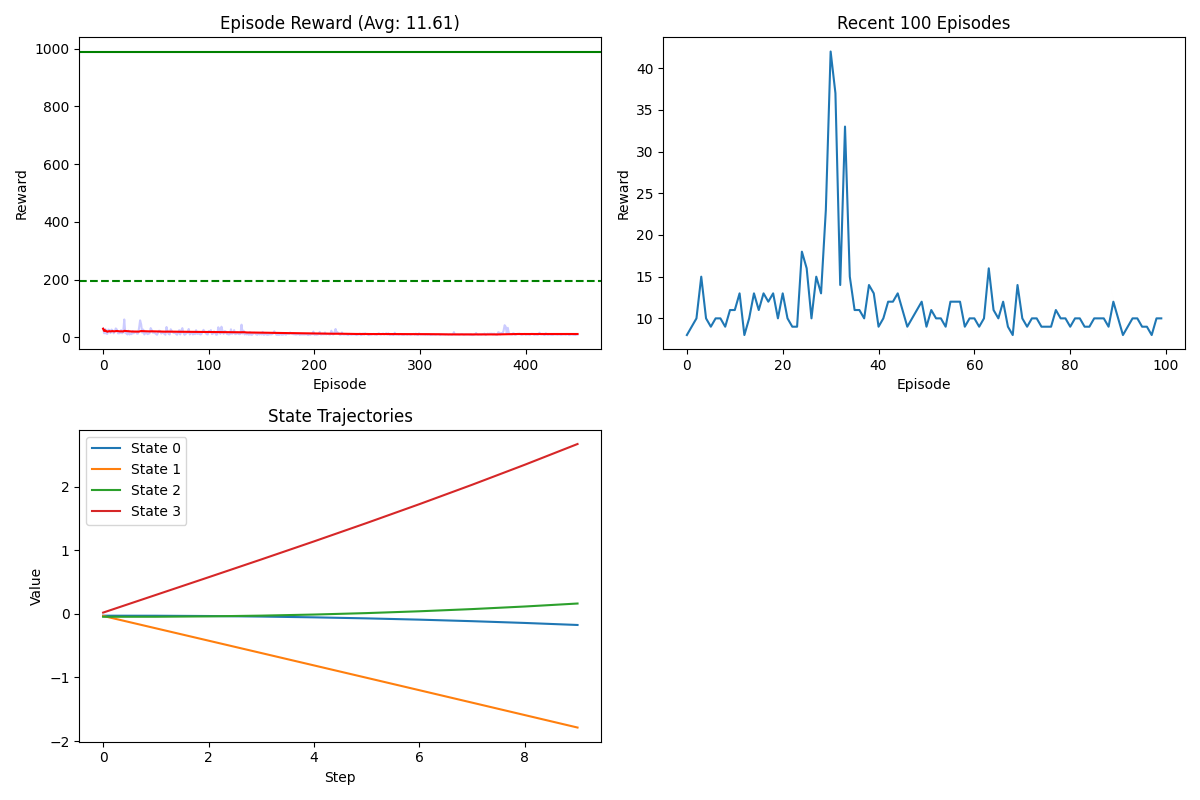 Episode Reward (Avg: 11.61)
1000
800
600
400
200
0
Reward
0
100
200
300
400
Episode
Recent 100 Episodes
40
35
30
25
20
15
10
Reward
0
20
40
60
80
100
Episode
State Trajectories
State 0
State 1
State 2
State 3
2
1
0
−1
−2
Value
0
2
4
6
8
Step